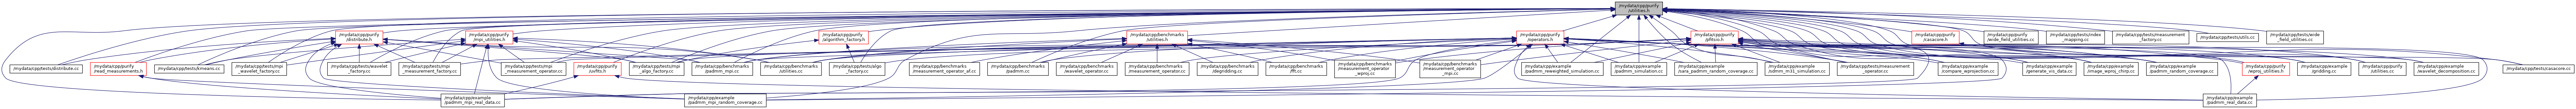 /mydata/cpp/purify
/utilities.h
/mydata/cpp/purify
/distribute.h
/mydata/cpp/purify
/mpi_utilities.h
/mydata/cpp/purify
/algorithm_factory.h
/mydata/cpp/benchmarks
/utilities.h
/mydata/cpp/purify
/operators.h
/mydata/cpp/purify
/pfitsio.h
/mydata/cpp/purify
/casacore.h
/mydata/cpp/purify
/wide_field_utilities.cc
/mydata/cpp/tests/index
_mapping.cc
/mydata/cpp/tests/measurement
_factory.cc
/mydata/cpp/tests/utils.cc
/mydata/cpp/tests/wide
_field_utilities.cc
/mydata/cpp/tests/distribute.cc
/mydata/cpp/purify
/read_measurements.h
/mydata/cpp/tests/kmeans.cc
/mydata/cpp/tests/mpi
_wavelet_factory.cc
/mydata/cpp/tests/wavelet
_factory.cc
/mydata/cpp/tests/mpi
_measurement_factory.cc
/mydata/cpp/tests/mpi
_measurement_operator.cc
/mydata/cpp/purify
/uvfits.h
/mydata/cpp/tests/mpi
_algo_factory.cc
/mydata/cpp/benchmarks
/padmm_mpi.cc
/mydata/cpp/benchmarks
/utilities.cc
/mydata/cpp/tests/algo
_factory.cc
/mydata/cpp/benchmarks
/measurement_operator_af.cc
/mydata/cpp/benchmarks
/padmm.cc
/mydata/cpp/benchmarks
/wavelet_operator.cc
/mydata/cpp/benchmarks
/measurement_operator.cc
/mydata/cpp/benchmarks
/degridding.cc
/mydata/cpp/benchmarks
/fft.cc
/mydata/cpp/benchmarks
/measurement_operator
_wproj.cc
/mydata/cpp/benchmarks
/measurement_operator
_mpi.cc
/mydata/cpp/example
/padmm_reweighted_simulation.cc
/mydata/cpp/example
/padmm_simulation.cc
/mydata/cpp/example
/sara_padmm_random_coverage.cc
/mydata/cpp/example
/sdmm_m31_simulation.cc
/mydata/cpp/tests/measurement
_operator.cc
/mydata/cpp/example
/compare_wprojection.cc
/mydata/cpp/example
/generate_vis_data.cc
/mydata/cpp/example
/image_wproj_chirp.cc
/mydata/cpp/example
/padmm_random_coverage.cc
/mydata/cpp/purify
/wproj_utilities.h
/mydata/cpp/example
/gridding.cc
/mydata/cpp/purify
/utilities.cc
/mydata/cpp/example
/wavelet_decomposition.cc
/mydata/cpp/tests/casacore.cc
/mydata/cpp/example
/padmm_mpi_real_data.cc
/mydata/cpp/example
/padmm_mpi_random_coverage.cc
/mydata/cpp/example
/padmm_real_data.cc